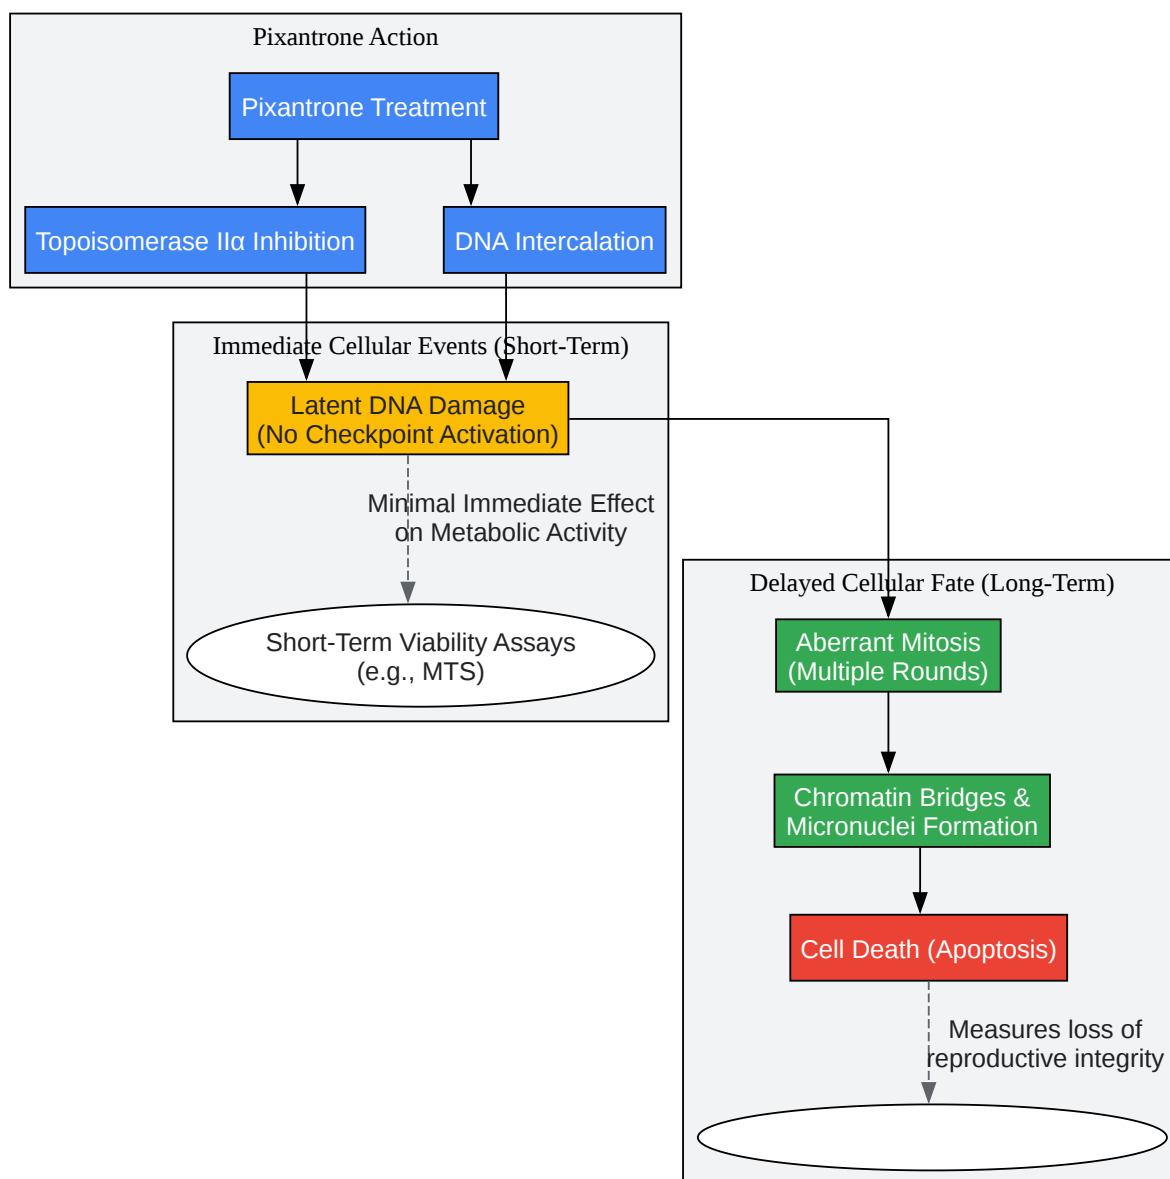 Pixantrone Action
Pixantrone Treatment
Topoisomerase IIα Inhibition
DNA Intercalation
Immediate Cellular Events (Short-Term)
Latent DNA Damage
(No Checkpoint Activation)
Minimal Immediate Effect
on Metabolic Activity
Short-Term Viability Assays
(e.g., MTS)
Delayed Cellular Fate (Long-Term)
Aberrant Mitosis
(Multiple Rounds)
Chromatin Bridges &
Micronuclei Formation
Cell Death (Apoptosis)
Measures loss of
reproductive integrity